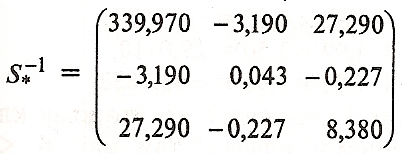 339,970 −3,190 27,290
S*⁻¹ = −3,190 0,043 −0,227
27,290 −0,227 8,380